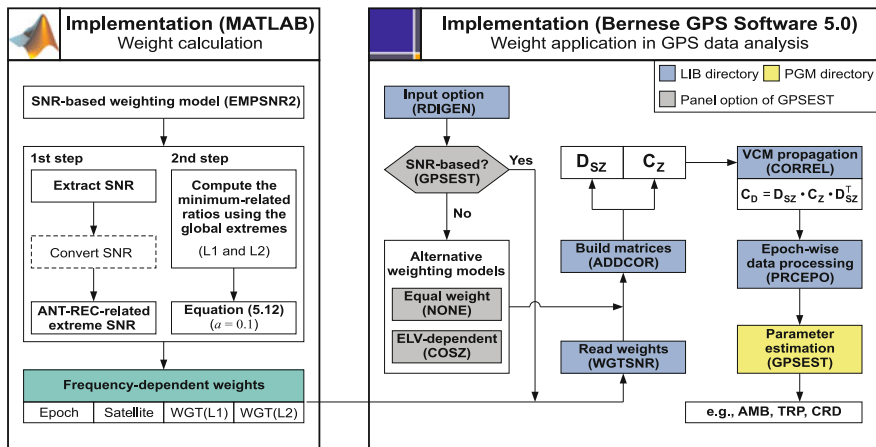 Implementation (MATLAB)
Weight calculation
SNR-based weighting model (EMPSNR2)
1st step
Extract SNR
Convert SNR
ANT-REC-related
extreme SNR
2nd step
Compute the
minimum-related
ratios using the
global extremes
(L1 and L2)
Equation (5.12)
(a = 0.1)
Frequency-dependent weights
Epoch
Satellite
WGT(L1)
WGT(L2)
Implementation (Bernese GPS Software 5.0)
Weight application in GPS data analysis
LIB directory
PGM directory
Panel option of GPSEST
Input option
(RDIGEN)
SNR-based?
(GPSEST)
Yes
No
Alternative
weighting models
Equal weight
(NONE)
ELV-dependent
(COSZ)
D_SZ
C_Z
Build matrices
(ADDCOR)
Read weights
(WGTSNR)
VCM propagation
(CORREL)
C_D = D_SZ • C_Z • D_SZ^T
Epoch-wise
data processing
(PRCEPO)
Parameter
estimation
(GPSEST)
e.g., AMB, TRP, CRD